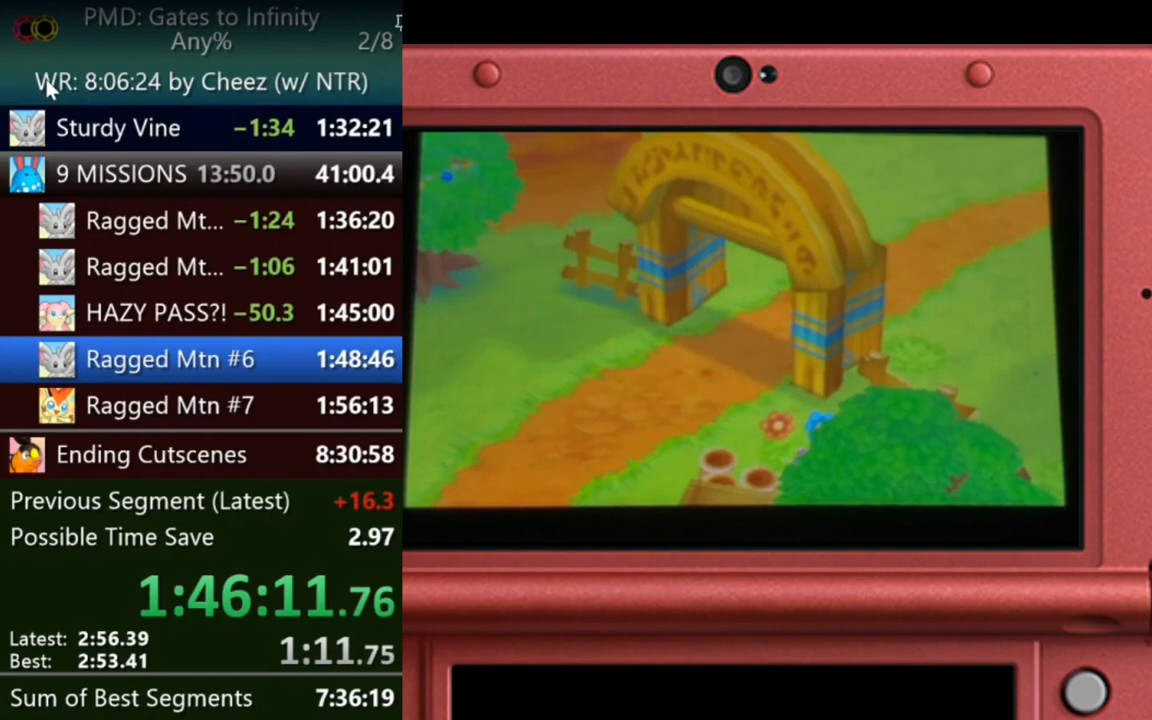 PMD: Gates to Infinity
Any% 2/8
WR: 8:06:24 by Cheez (w/ NTR)
Sturdy Vine −1:34 1:32:21
9 MISSIONS 13:50.0 41:00.4
Ragged Mt... −1:24 1:36:20
Ragged Mt... −1:06 1:41:01
HAZY PASS?! −50.3 1:45:00
Ragged Mtn #6 1:48:46
Ragged Mtn #7 1:56:13
Ending Cutscenes 8:30:58
Previous Segment (Latest) +16.3
Possible Time Save 2.97
1:46:11.76
Latest: 2:56.39
Best: 2:53.41
1:11.75
Sum of Best Segments 7:36:19